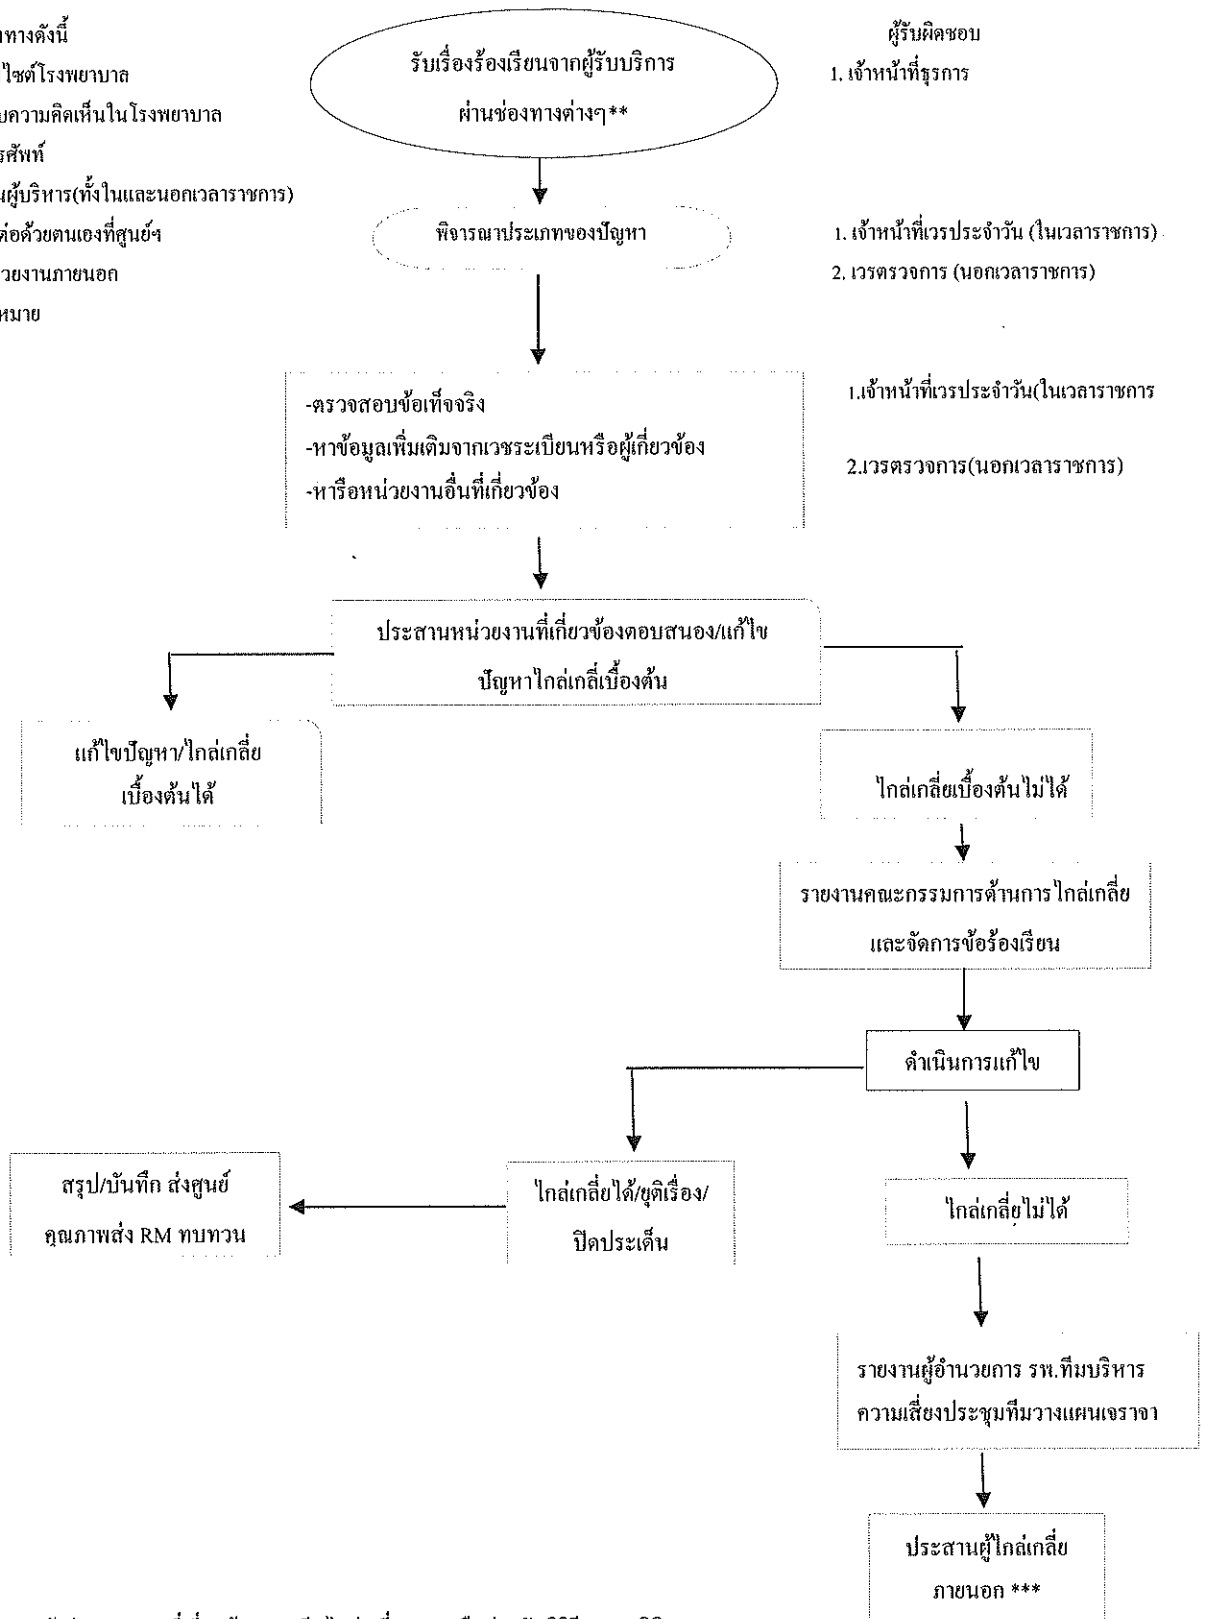 ทางดังนี้
ไซต์โรงพยาบาล
ความคิดเห็นในโรงพยาบาล
ศัพท์
ผู้บริหาร(ทั้งในและนอกเวลาราชการ)
ต่อด้วยตนเองที่ศูนย์ฯ
วยงานภายนอก
หมาย
รับเรื่องร้องเรียนจากผู้รับบริการ
ผ่านช่องทางต่างๆ**
ผู้รับผิดชอบ
1. เจ้าหน้าที่ธุรการ
พิจารณาประเภทของปัญหา
1. เจ้าหน้าที่เวรประจำวัน (ในเวลาราชการ)
2. เวรตรวจการ (นอกเวลาราชการ)
-ตรวจสอบข้อเท็จจริง
-หาข้อมูลเพิ่มเติมจากเวชระเบียนหรือผู้เกี่ยวข้อง
-หารือหน่วยงานอื่นที่เกี่ยวข้อง
1.เจ้าหน้าที่เวรประจำวัน(ในเวลาราชการ
2.เวรตรวจการ(นอกเวลาราชการ)
ประสานหน่วยงานที่เกี่ยวข้องตอบสนอง/แก้ไข
ปัญหาไกล่เกลี่เบื้องต้น
แก้ไขปัญหา/ไกล่เกลี่ย
เบื้องต้นได้
ไกล่เกลี่ยเบื้องต้นไม่ได้
รายงานคณะกรรมการด้านการไกล่เกลี่ย
และจัดการข้อร้องเรียน
ดำเนินการแก้ไข
สรุป/บันทึก ส่งศูนย์
คุณภาพส่ง RM ทบทวน
ไกล่เกลี่ยได้/ยุติเรื่อง/
ปิดประเด็น
ไกล่เกลี่ยไม่ได้
รายงานผู้อำนวยการ รพ.ทีมบริหาร
ความเสี่ยงประชุมทีมวางแผนเจราจา
ประสานผู้ไกล่เกลี่ย
ภายนอก ***